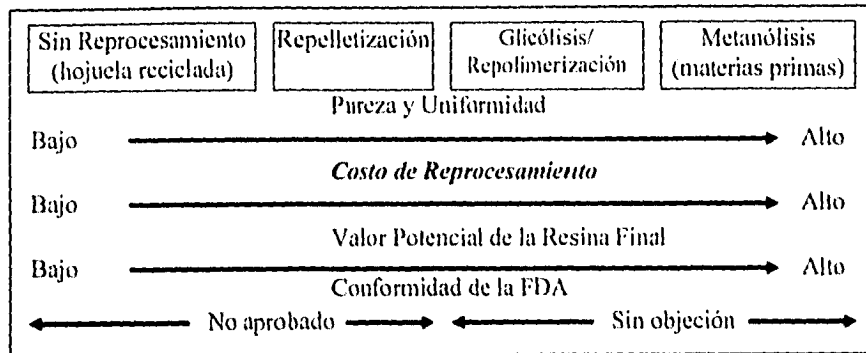 Sin Reprocesamiento
(hojuela reciclada)
Repelletización
Glicólisis/
Repolimerización
Metanólisis
(materias primas)
Pureza y Uniformidad
Bajo Alto
Costo de Reprocesamiento
Bajo Alto
Valor Potencial de la Resina Final
Bajo Alto
Conformidad de la FDA
No aprobado Sin objeción